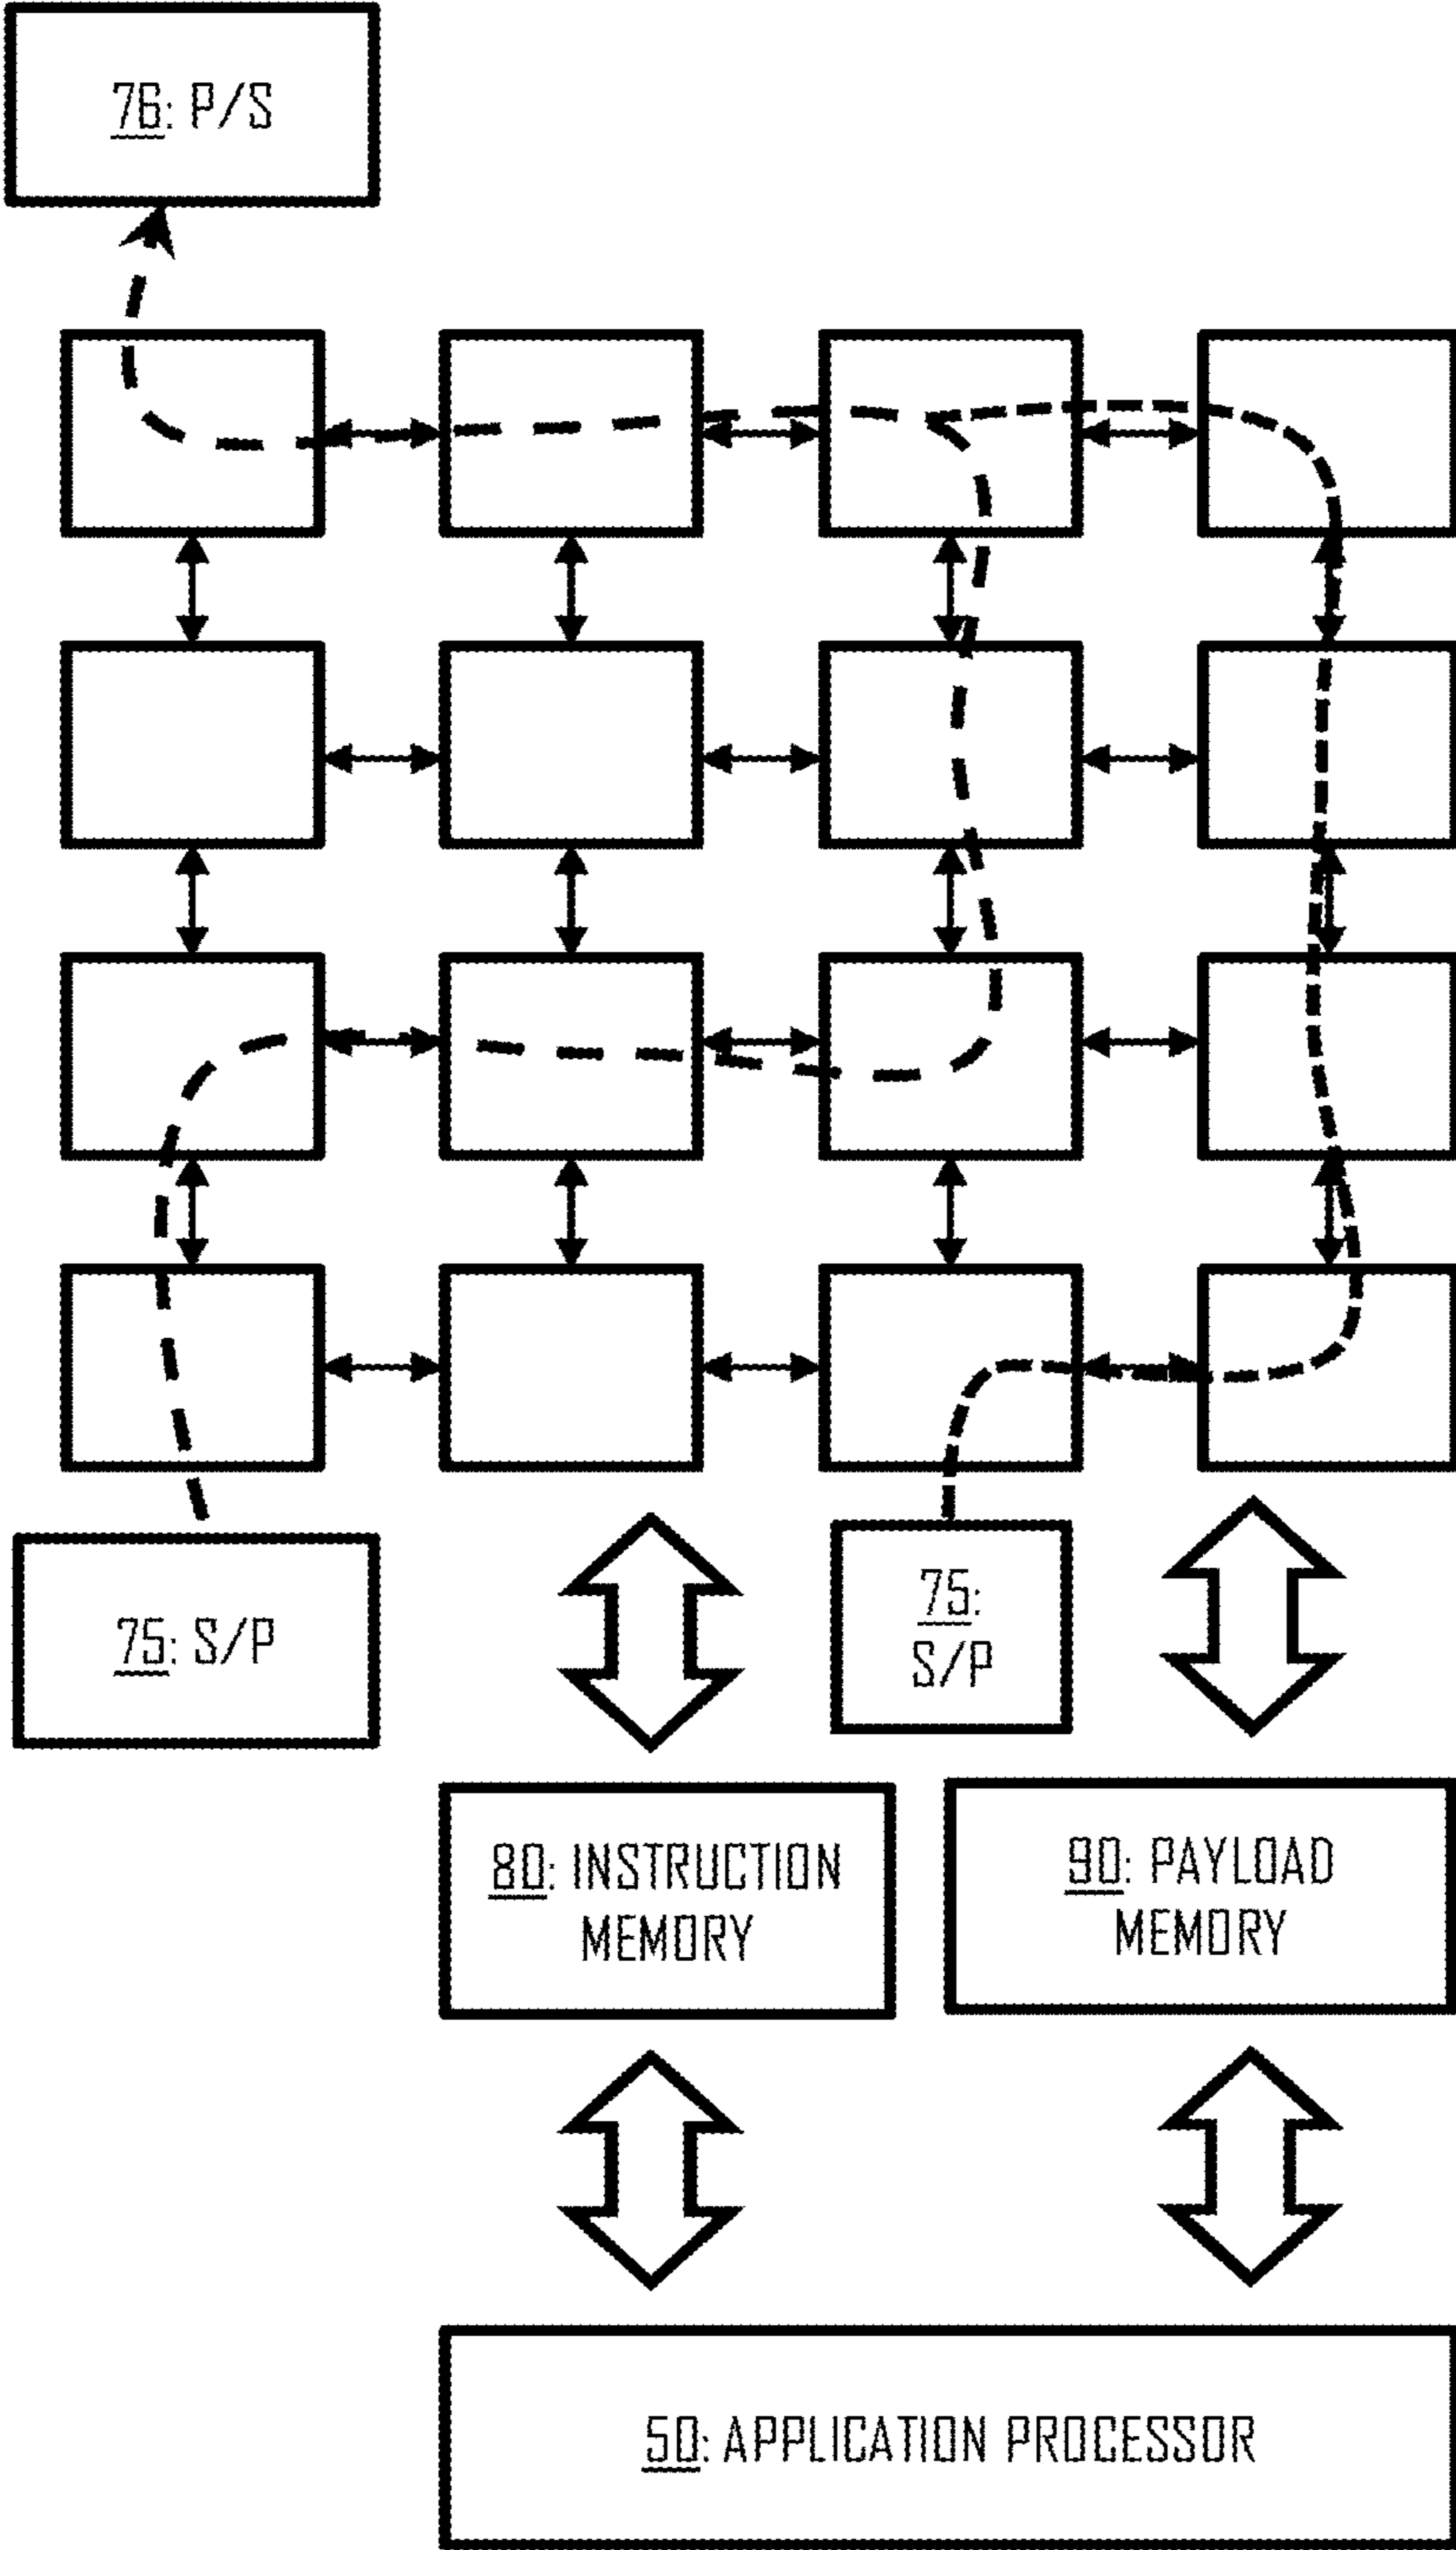 76: P/S
75: S/P
75:
S/P
80: INSTRUCTION
MEMORY
90: PAYLOAD
MEMORY
50: APPLICATION PROCESSOR